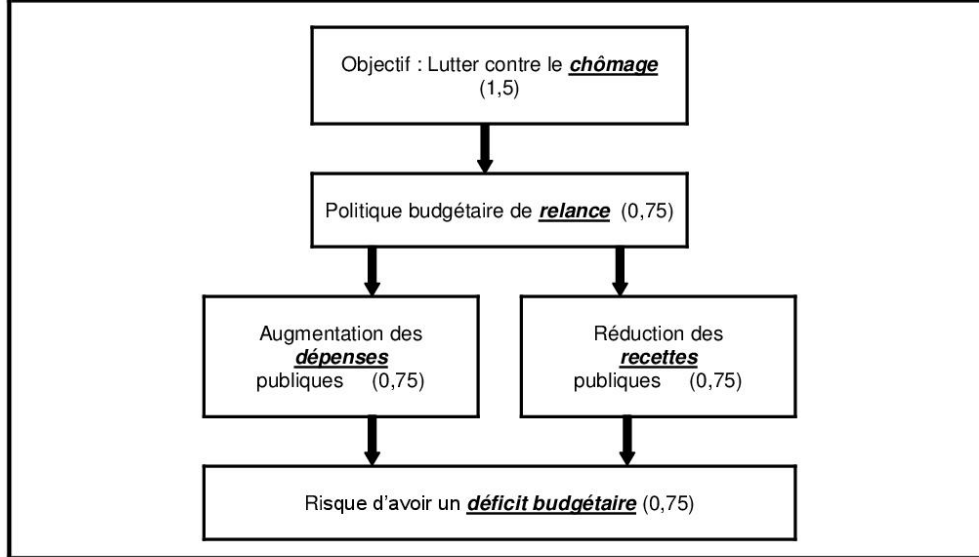 Objectif : Lutter contre le chômage
(1,5)
Politique budgétaire de relance (0,75)
Augmentation des
dépenses
publiques (0,75)
Réduction des
recettes
publiques (0,75)
Risque d'avoir un déficit budgétaire (0,75)